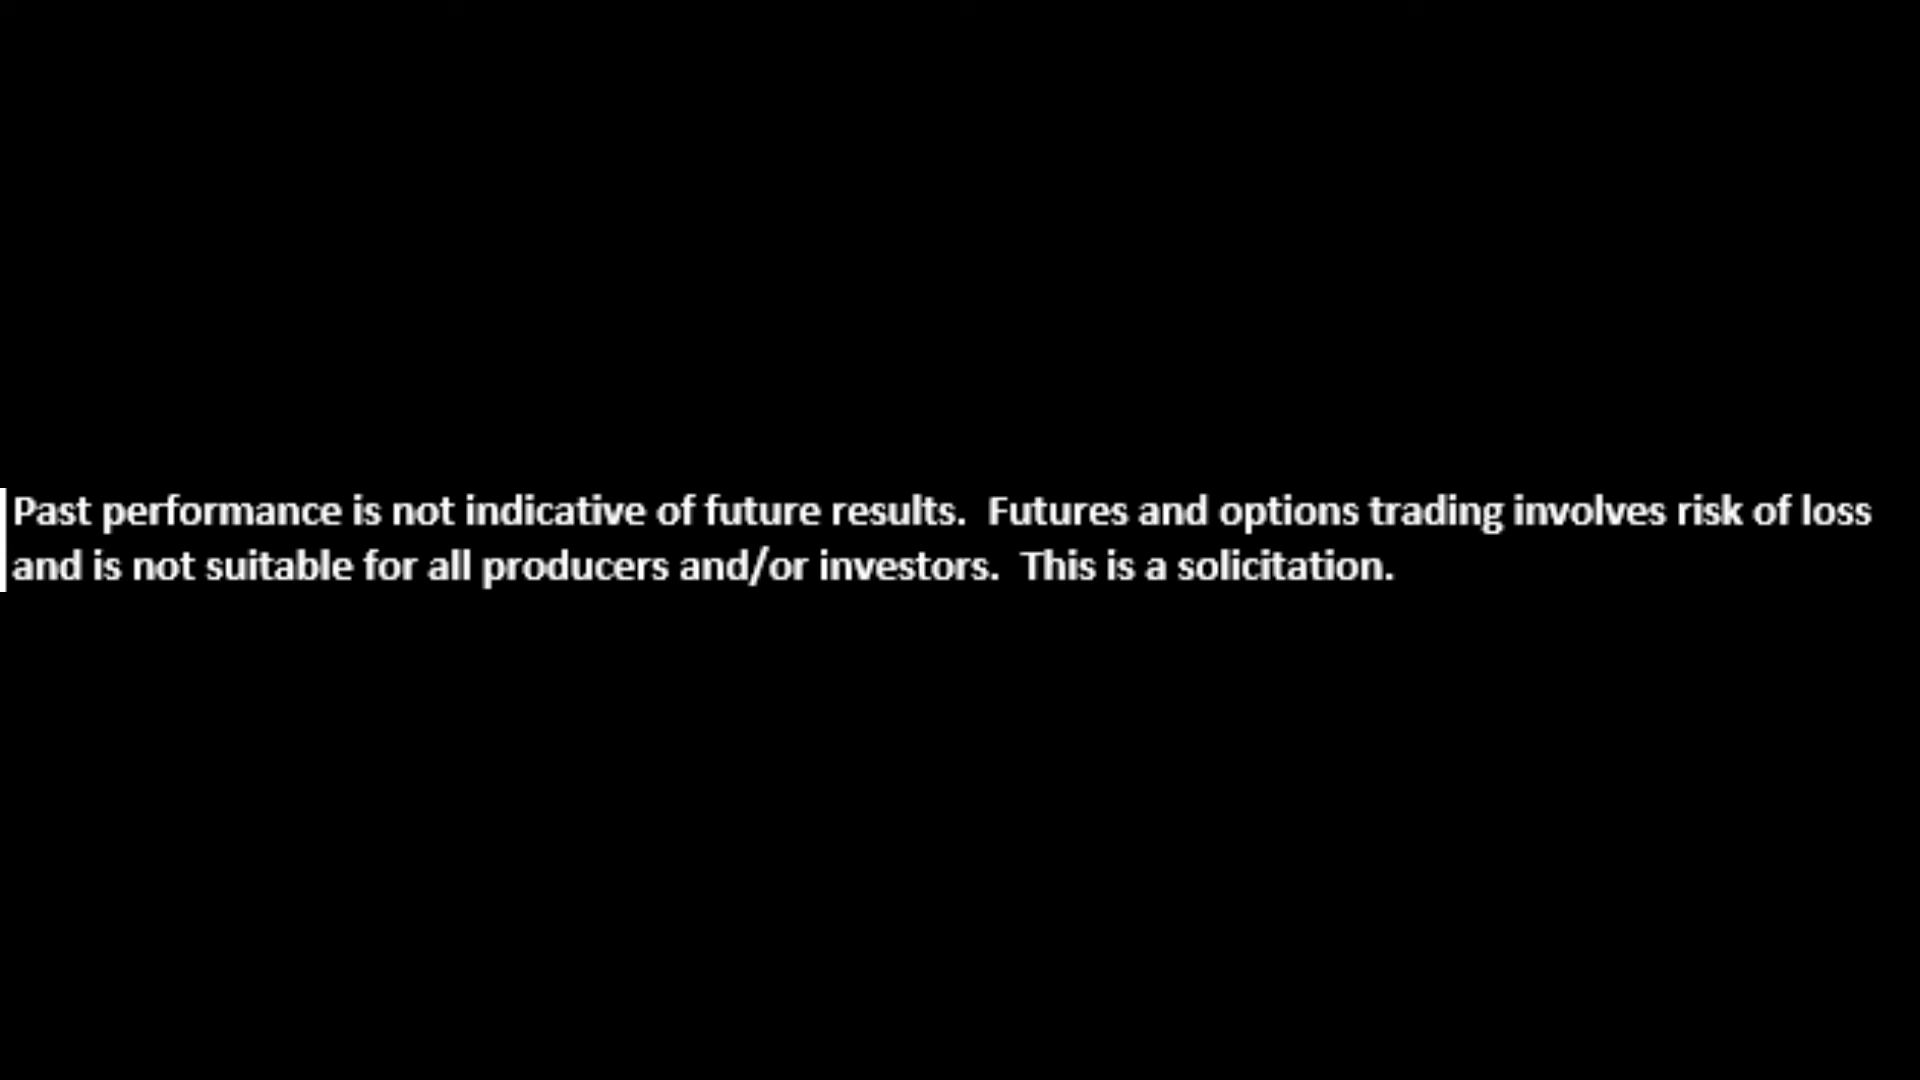 Past performance is not indicative of future results.  Futures and options trading involves risk of loss
and is not suitable for all producers and/or investors.  This is a solicitation.